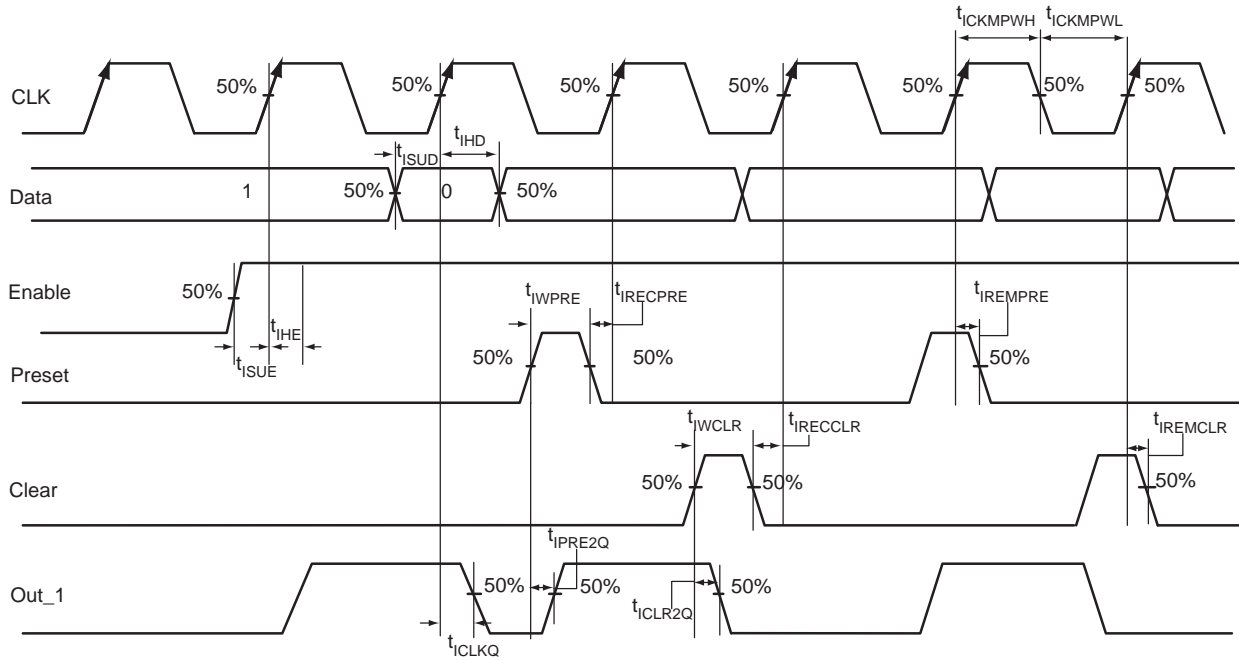 tICKMPWH tICKMPWL
CLK 50% 50% 50% 50% 50% 50% 50%
tISUD tIHD
Data 1 50% 0 50%
Enable 50%
tIHE
tISUE
tIWPRE tIRECPRE tIREMPRE
Preset 50% 50% 50%
tIWCLR tIRECCLR tIREMCLR
Clear 50% 50% 50%
tIPRE2Q
Out_1 50% 50% 50%
tICLR2Q
tICLKQ